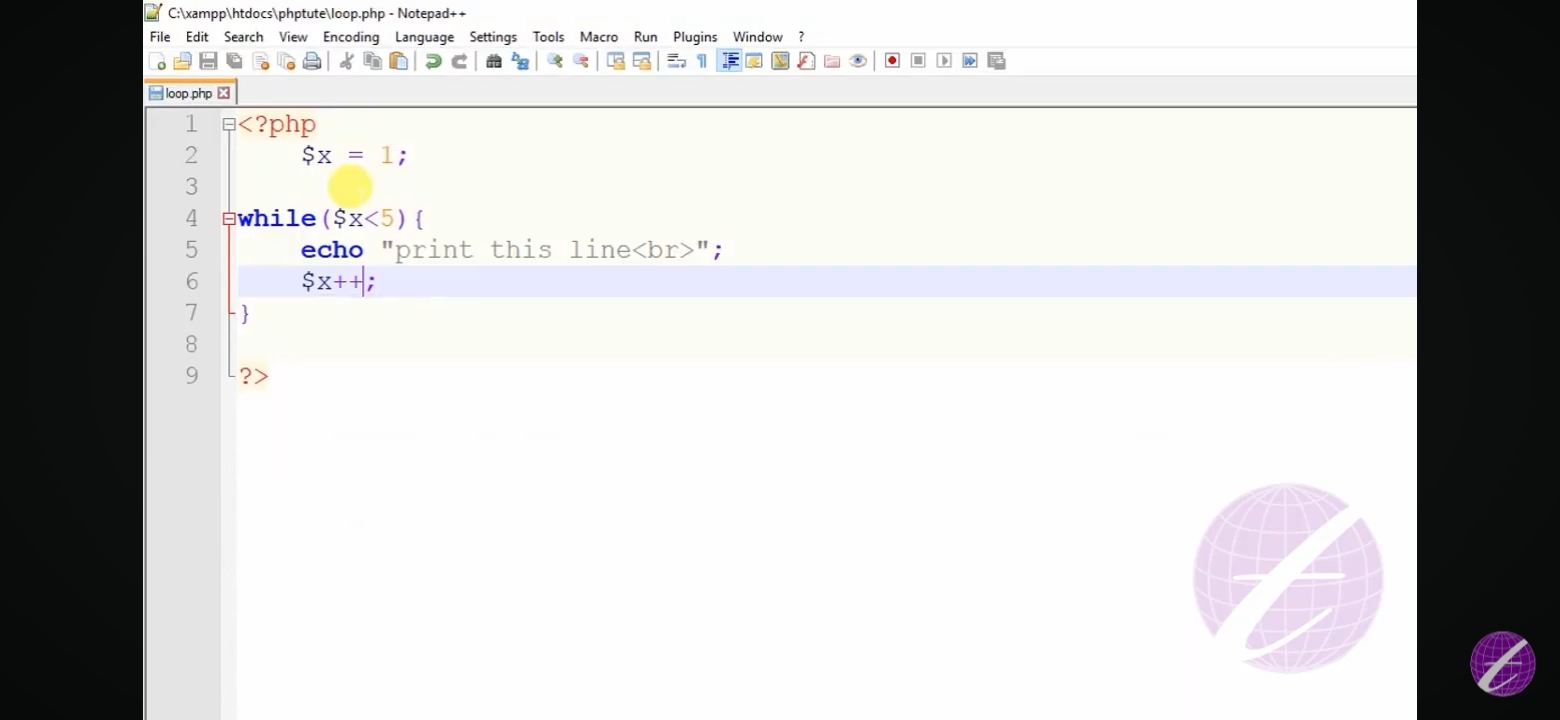 C:\xampp\htdocs\phptute\loop.php - Notepad++
File Edit Search View Encoding Language Settings Tools Macro Run Plugins Window ?
loop.php
1 <?php
2 $x = 1;
3
4 while($x<5){
5 echo "print this line<br>";
6 $x++;
7 }
8
9 ?>